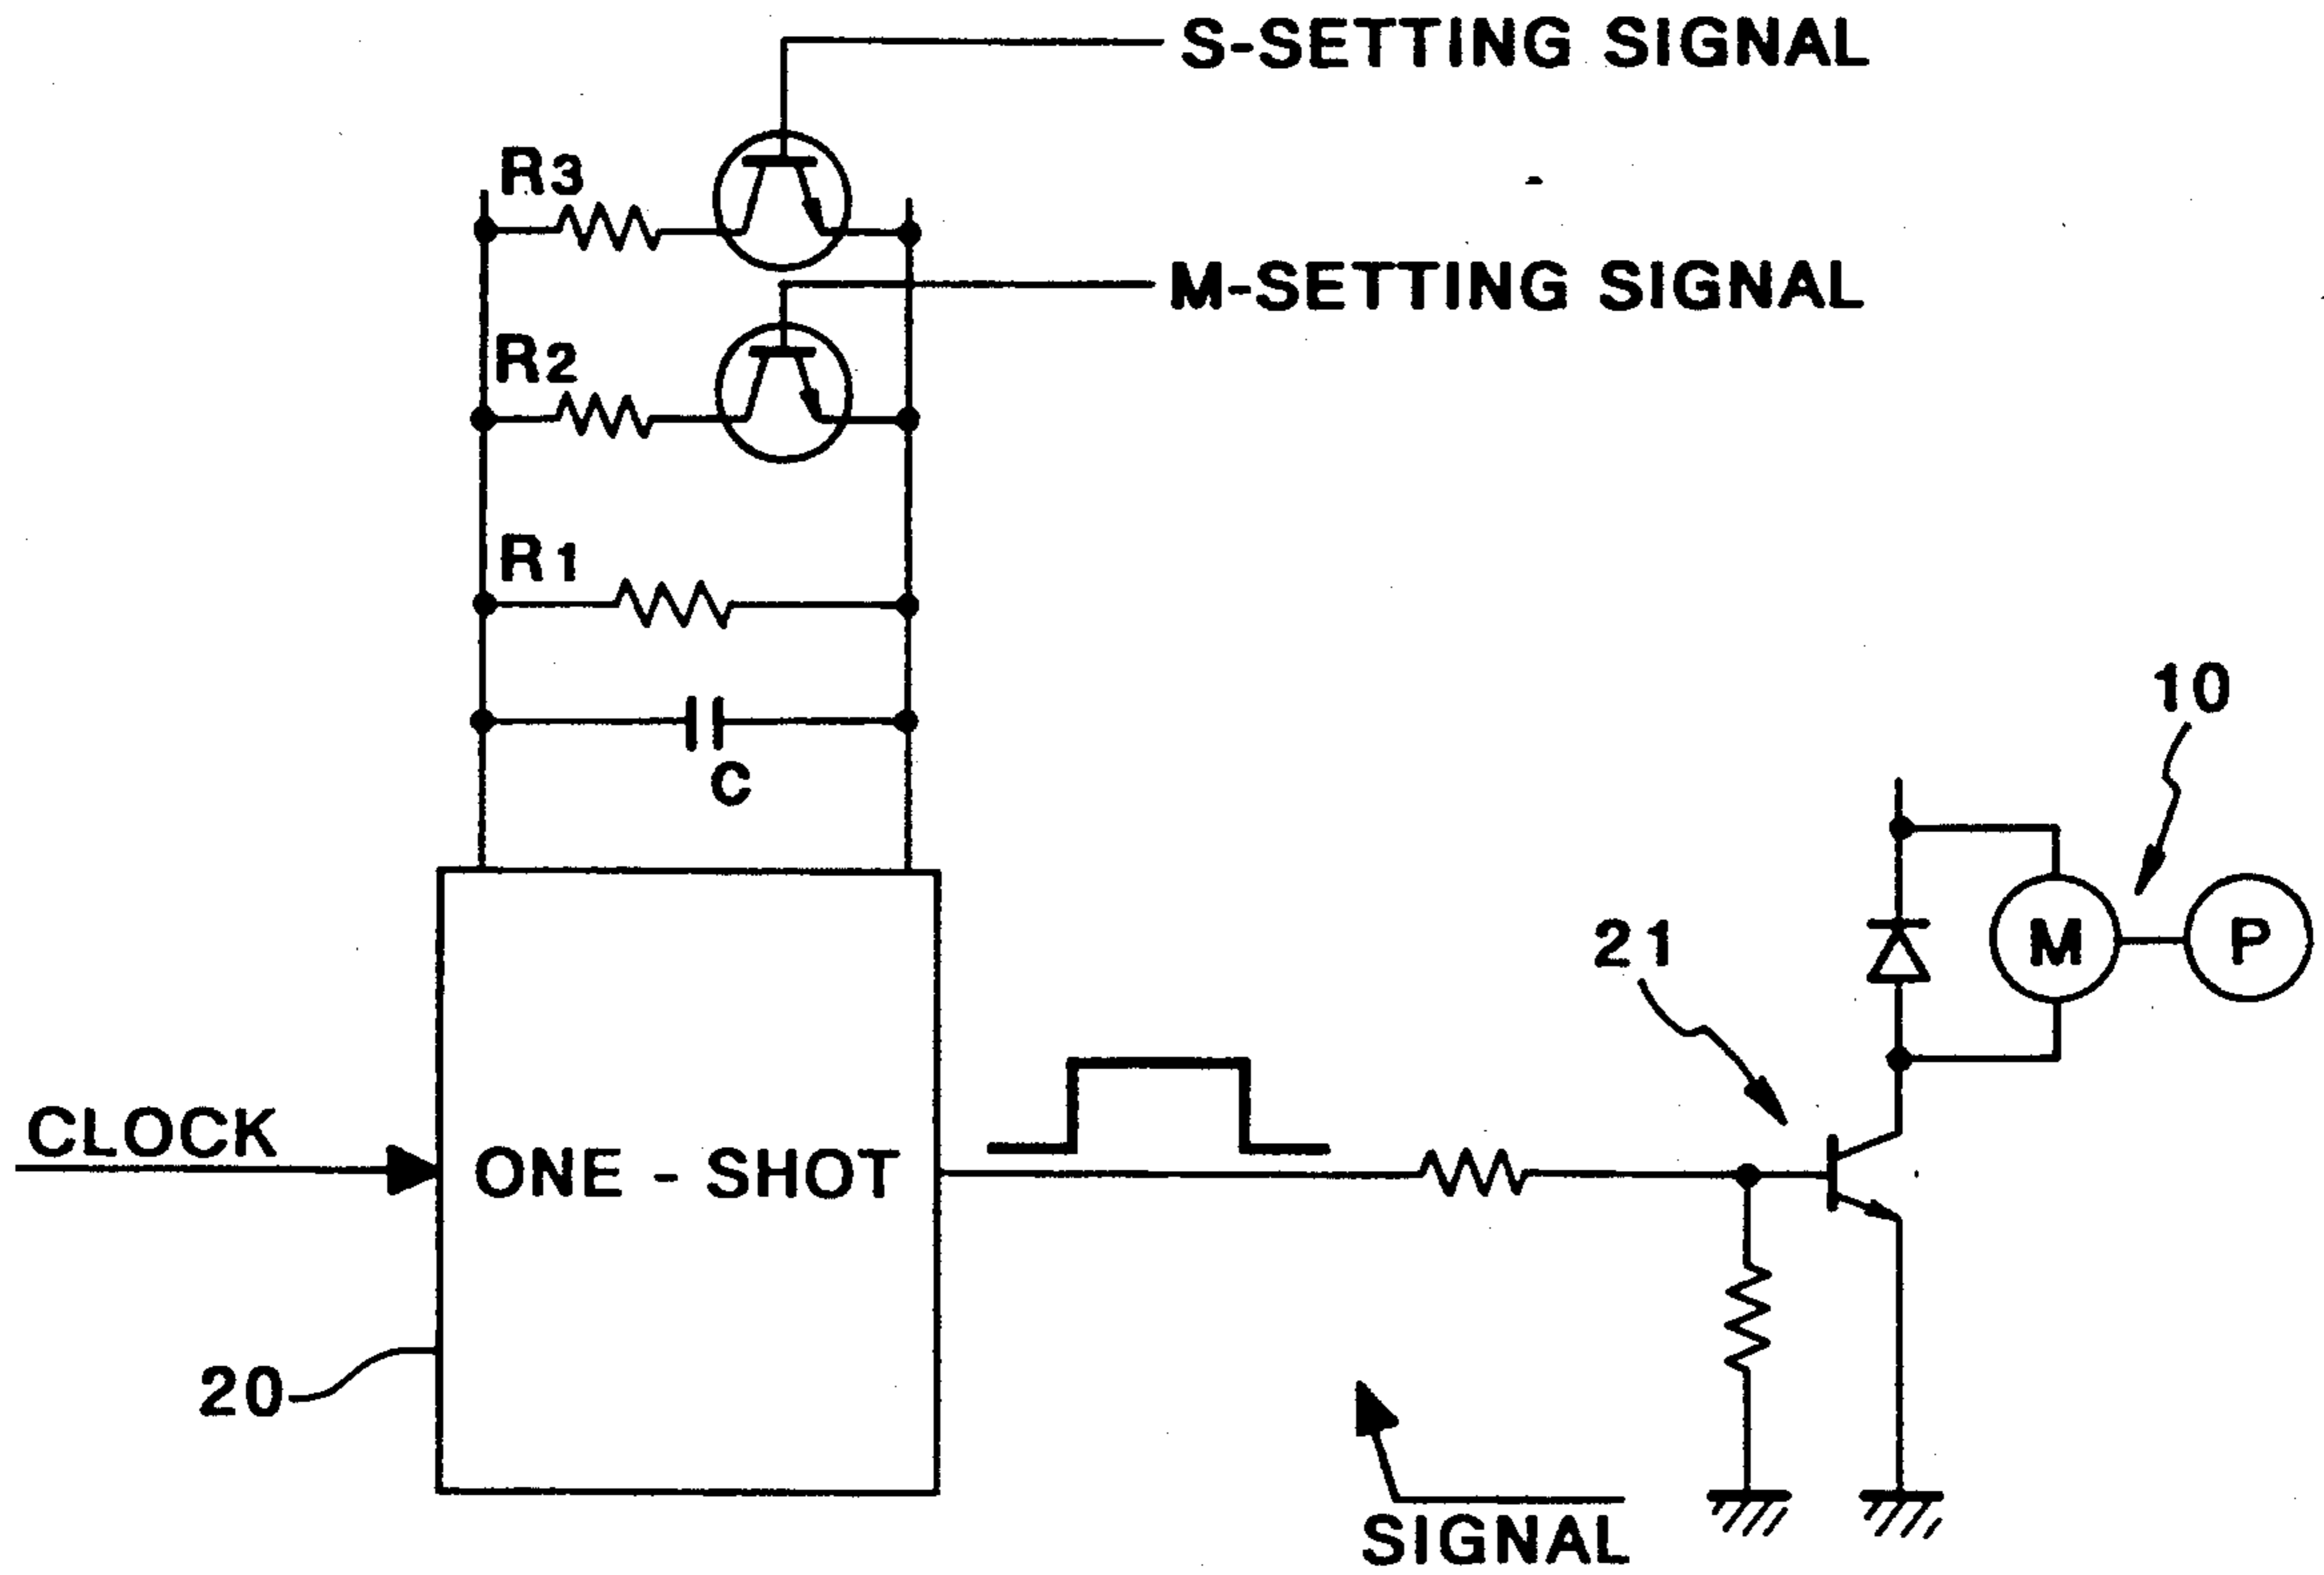 S-SETTING SIGNAL
R3
M-SETTING SIGNAL
R2
R1
C
10
21
M
P
CLOCK
ONE - SHOT
20
SIGNAL